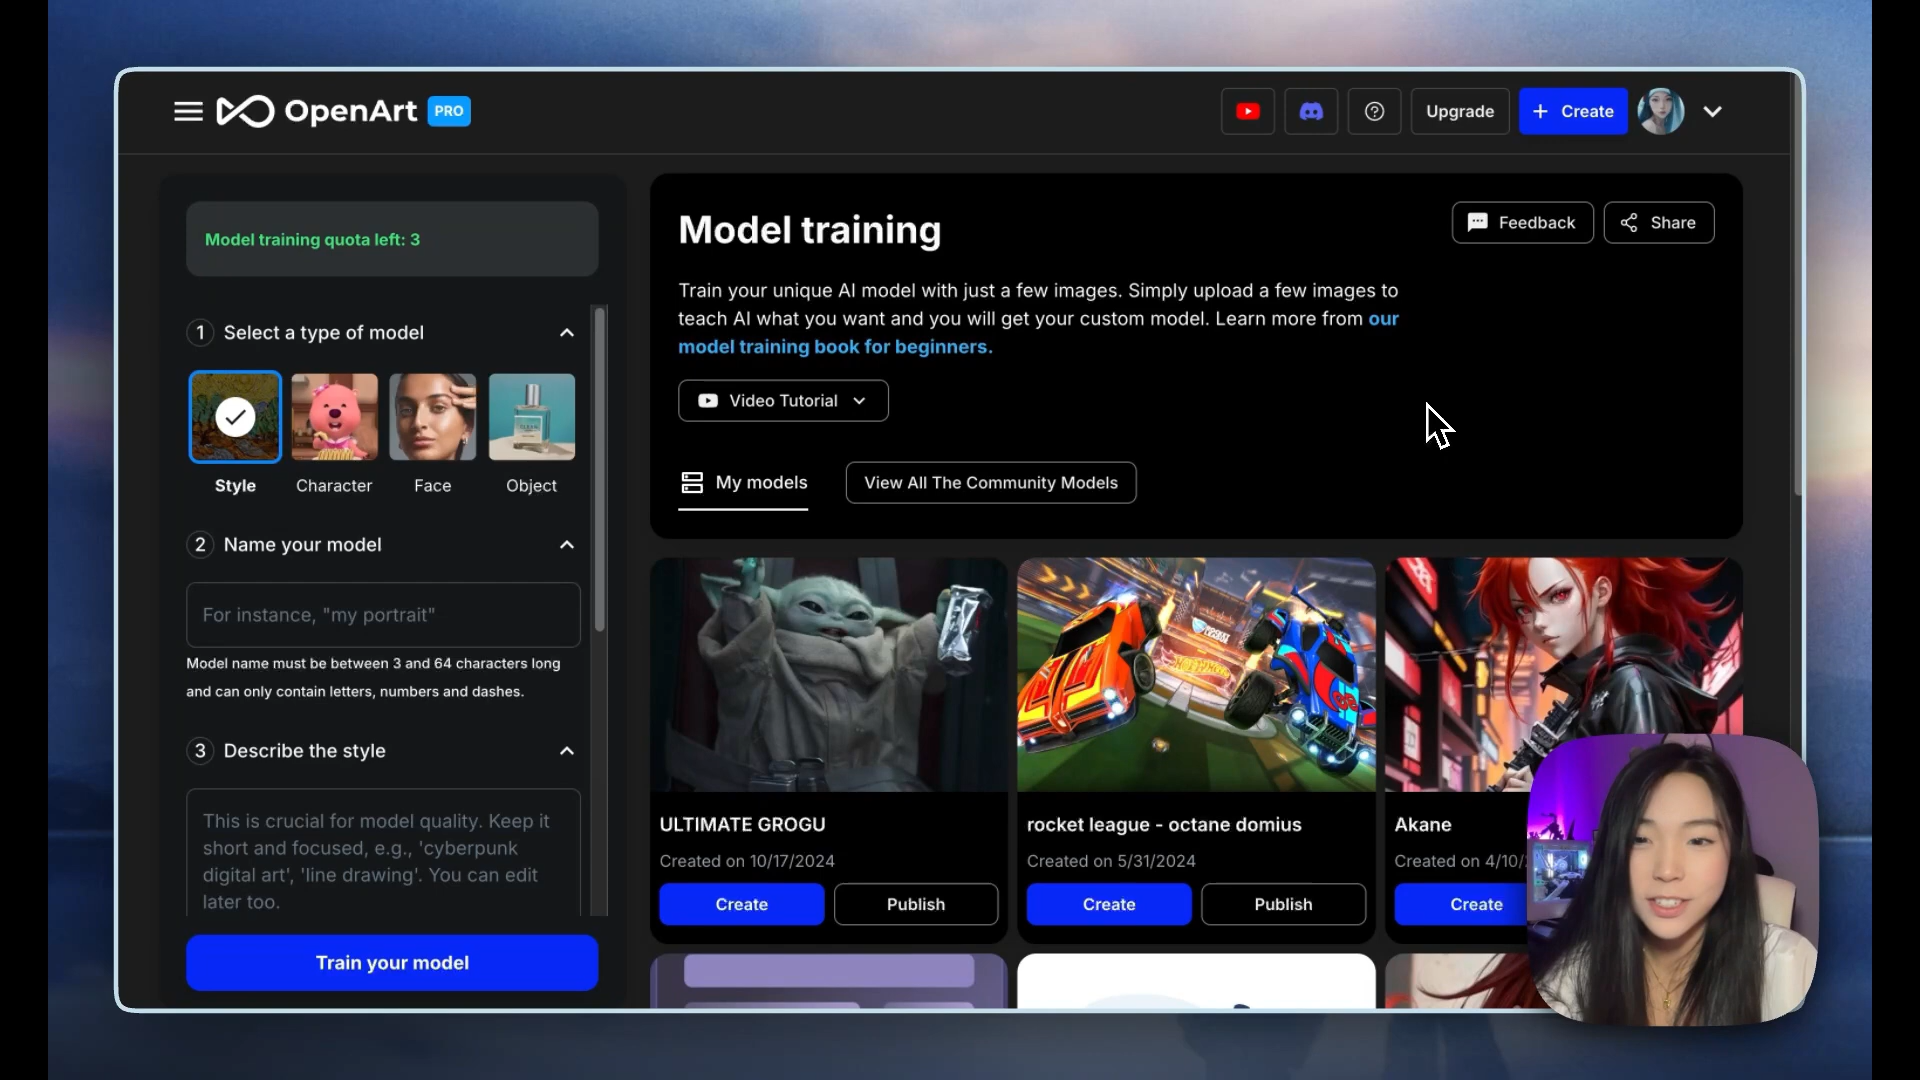 OpenArt PRO
Upgrade
+ Create
Model training quota left: 3
1 Select a type of model
Style Character Face Object
2 Name your model
For instance, "my portrait"
Model name must be between 3 and 64 characters long
and can only contain letters, numbers and dashes.
3 Describe the style
This is crucial for model quality. Keep it
short and focused, e.g., 'cyberpunk
digital art', 'line drawing'. You can edit
later too.
Train your model
Model training
Feedback
Share
Train your unique AI model with just a few images. Simply upload a few images to
teach AI what you want and you will get your custom model. Learn more from our
model training book for beginners.
Video Tutorial
My models
View All The Community Models
ULTIMATE GROGU
Created on 10/17/2024
Create
Publish
rocket league - octane domius
Created on 5/31/2024
Create
Publish
Akane
Created on 4/10/
Create